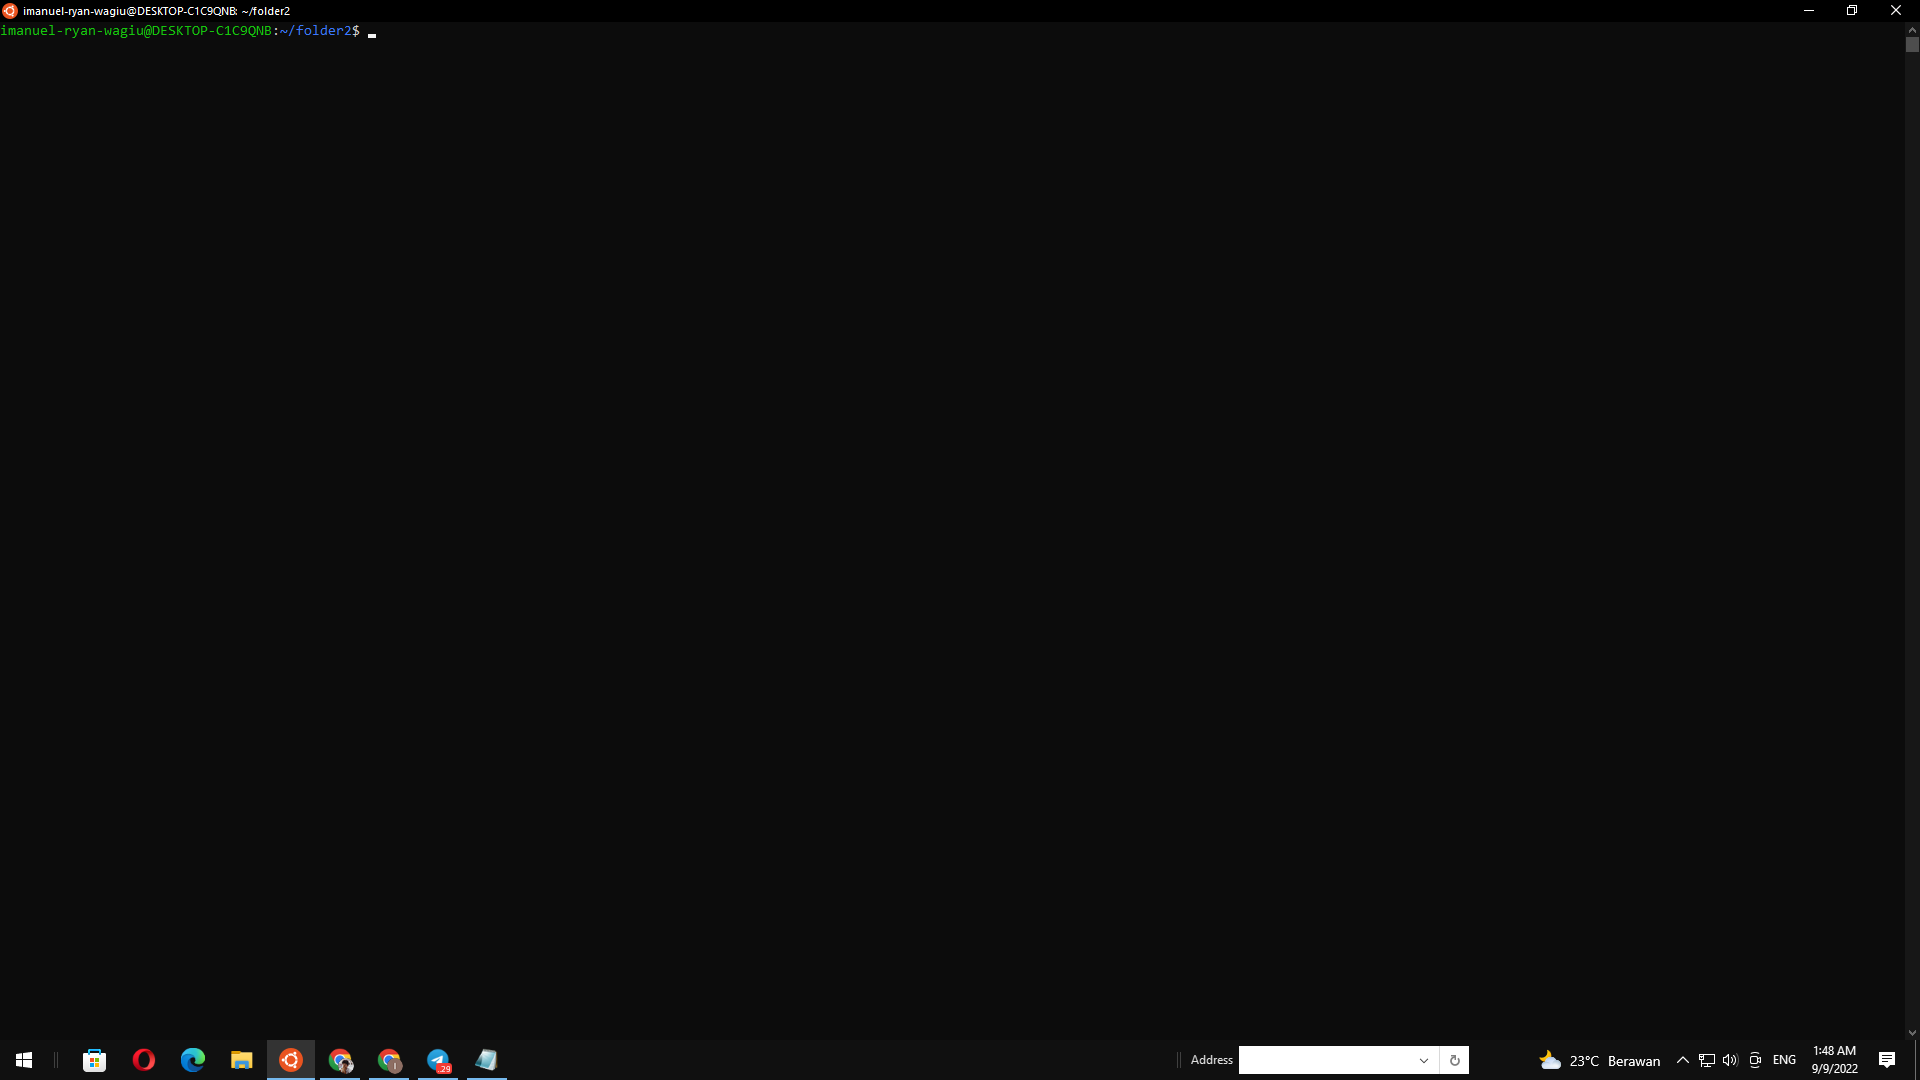 imanuel-ryan-wagiu@DESKTOP-C1C9QNB: ~/folder2
imanuel-ryan-wagiu@DESKTOP-C1C9QNB:~/folder2$
Address
23°C Berawan
ENG
1:48 AM
9/9/2022